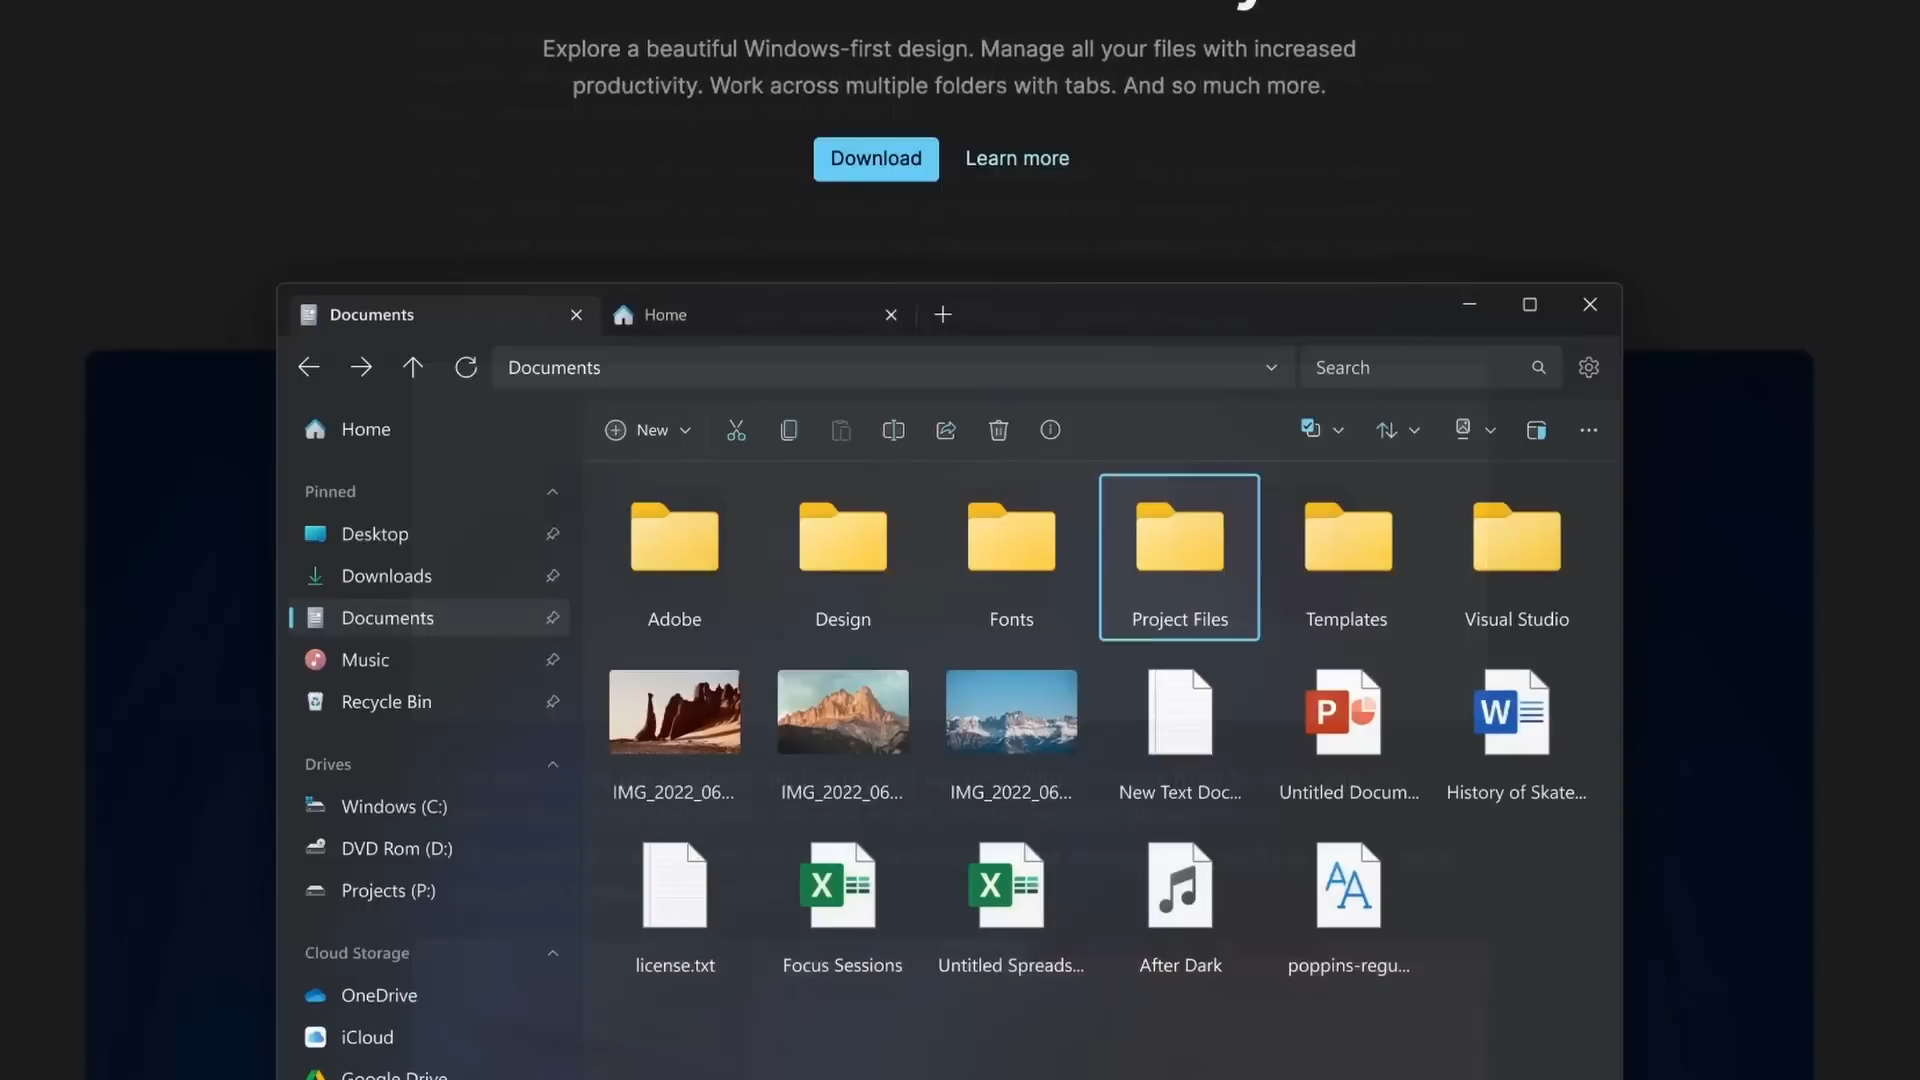 Explore a beautiful Windows-first design. Manage all your files with increased
productivity. Work across multiple folders with tabs. And so much more.
Download
Learn more
Documents
Home
Documents
Search
Home
New
Pinned
Desktop
Downloads
Documents
Music
Recycle Bin
Drives
Windows (C:)
DVD Rom (D:)
Projects (P:)
Cloud Storage
OneDrive
iCloud
Google Drive
Adobe
Design
Fonts
Project Files
Templates
Visual Studio
IMG_2022_06...
IMG_2022_06...
IMG_2022_06...
New Text Doc...
P
Untitled Docum...
W
History of Skate...
license.txt
X
Focus Sessions
X
Untitled Spreads...
After Dark
AA
poppins-regu...